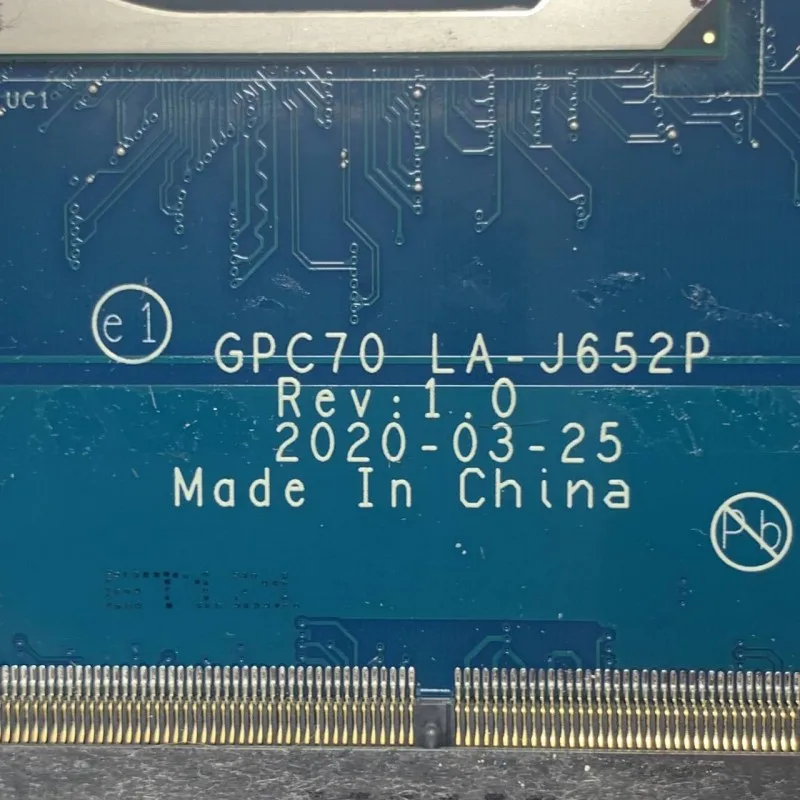 UC1
e1
GPC70 LA-J652P
Rev:1.0
2020-03-25
Made In China
Pb